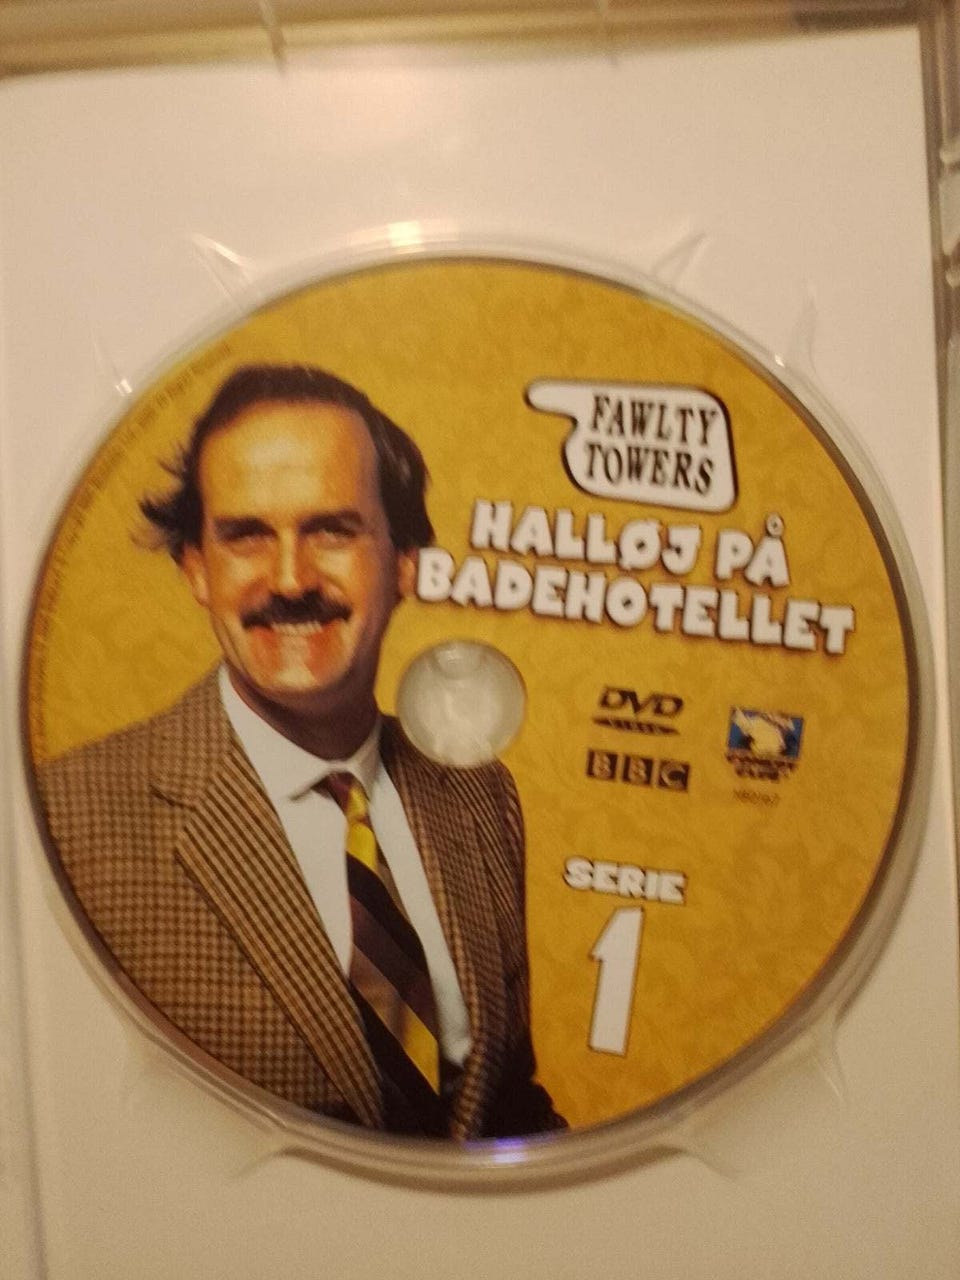 FAWLTY
TOWERS
HALLØJ PÅ
BADEHOTELLET
DVD
BBC
SERIE
1